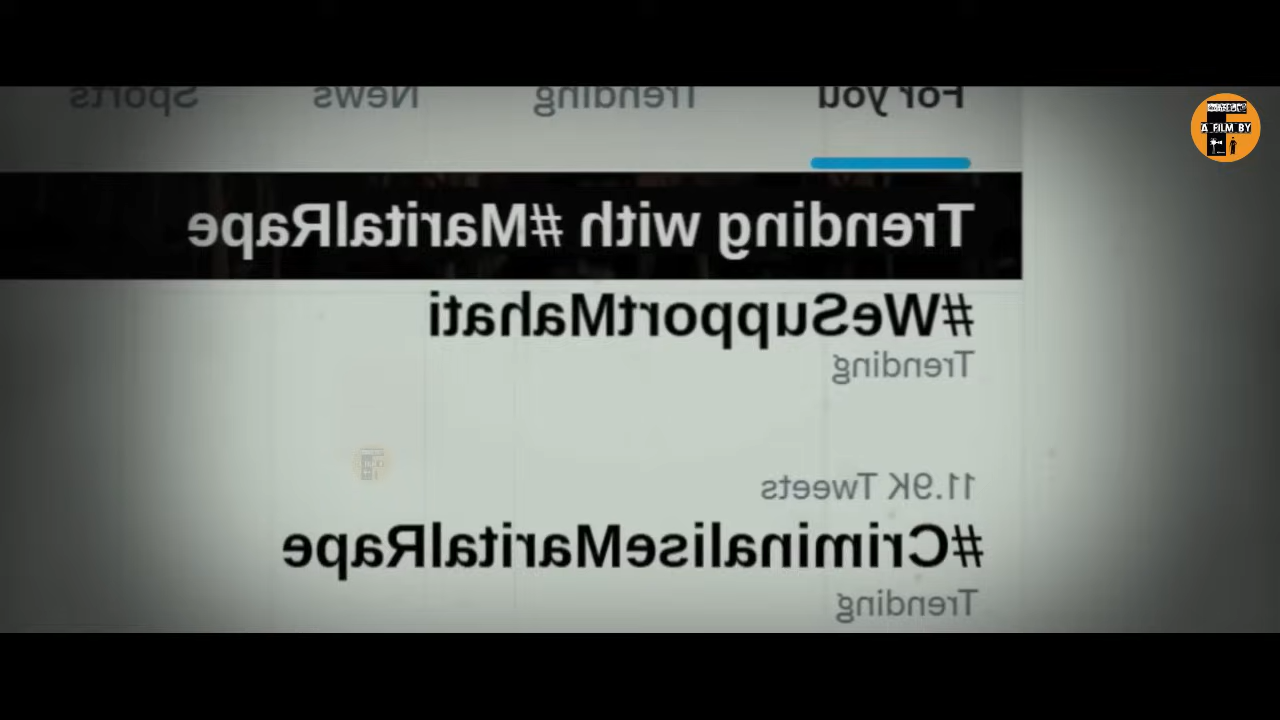 For you Trending News Sports
Trending with #MaritalRape
#WeSupportMahati
Trending
11.9K Tweets
#CriminaliseMaritalRape
Trending
A FILM BY